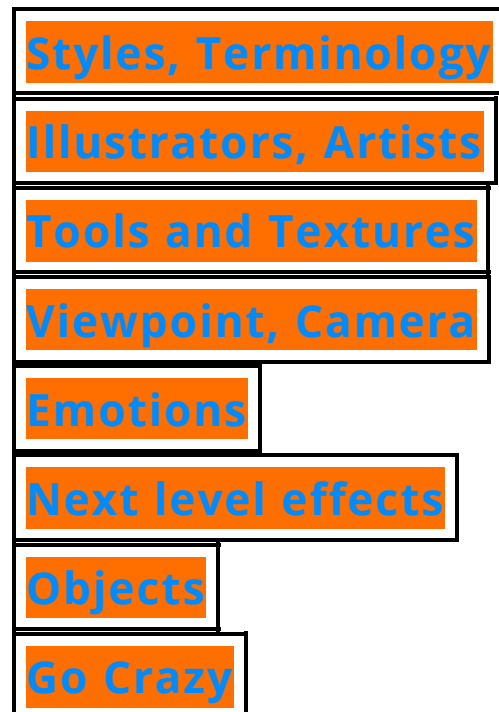 Styles, Terminology
Illustrators, Artists
Tools and Textures
Viewpoint, Camera
Emotions
Next level effects
Objects
Go Crazy